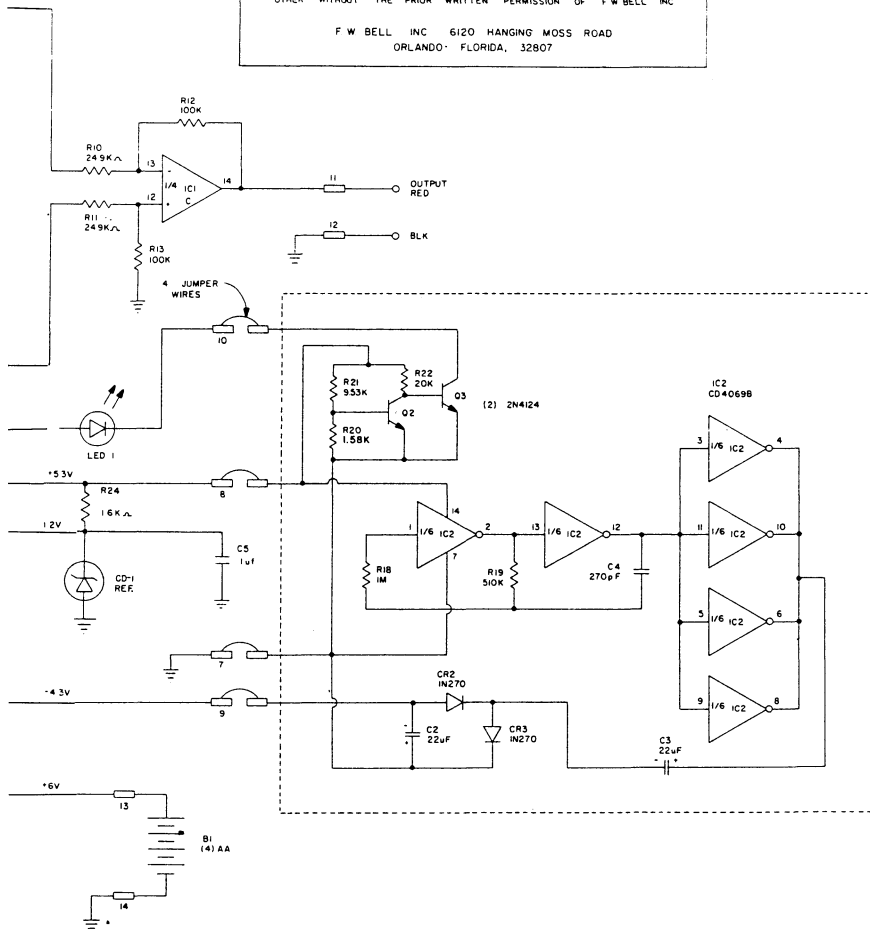 OTHER WITHOUT THE PRIOR WRITTEN PERMISSION OF F W BELL INC
F W BELL INC 6120 HANGING MOSS ROAD
ORLANDO· FLORIDA, 32807
R12
100K
R10
24 9K
13
-
1/4 IC1
C
14
12
+
R11
24 9K
R13
100K
11
OUTPUT
RED
12
BLK
4 JUMPER
WIRES
10
R21
9.53K
R22
20K
Q3
(2) 2N4124
Q2
R20
1.58K
LED 1
IC2
CD4069B
3
1/6 IC2
4
+5 3V
8
R24
1 6K
14
1
1/6 IC2
2
7
13
1/6 IC2
12
11
1/6 IC2
10
1 2V
C5
1 uf
R18
1M
R19
510K
C4
270pF
CD-1
REF.
5
1/6 IC2
6
7
9
1/6 IC2
8
-4 3V
9
CR2
1N270
C2
22uF
-
+
CR3
1N270
C3
22uF
- +
+6V
13
B1
(4) AA
14